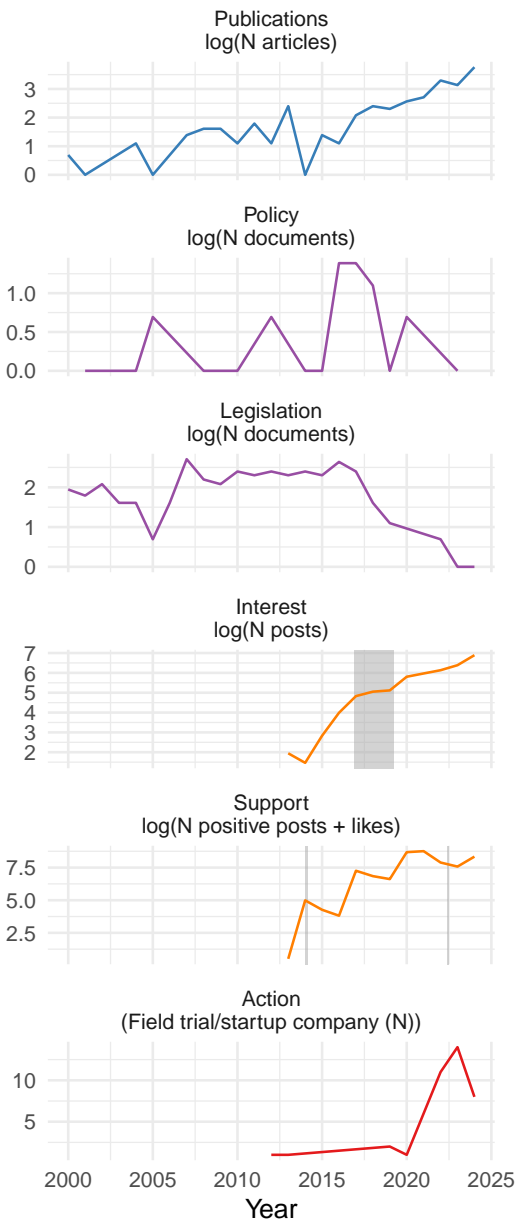 Publications
log(N articles)
3
2
1
0
Policy
log(N documents)
1.0
0.5
0.0
Legislation
log(N documents)
2
1
0
Interest
log(N posts)
7
6
5
4
3
2
Support
log(N positive posts + likes)
7.5
5.0
2.5
Action
(Field trial/startup company (N))
10
5
2000 2005 2010 2015 2020 2025
Year